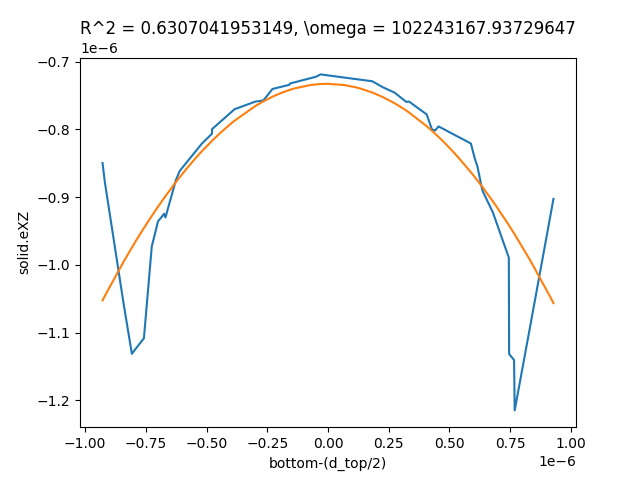 R^2 = 0.6307041953149, \omega = 102243167.93729647
1e−6
−0.7
−0.8
−0.9
−1.0
−1.1
−1.2
solid.eXZ
−1.00 −0.75 −0.50 −0.25 0.00 0.25 0.50 0.75 1.00
bottom-(d_top/2)
1e−6